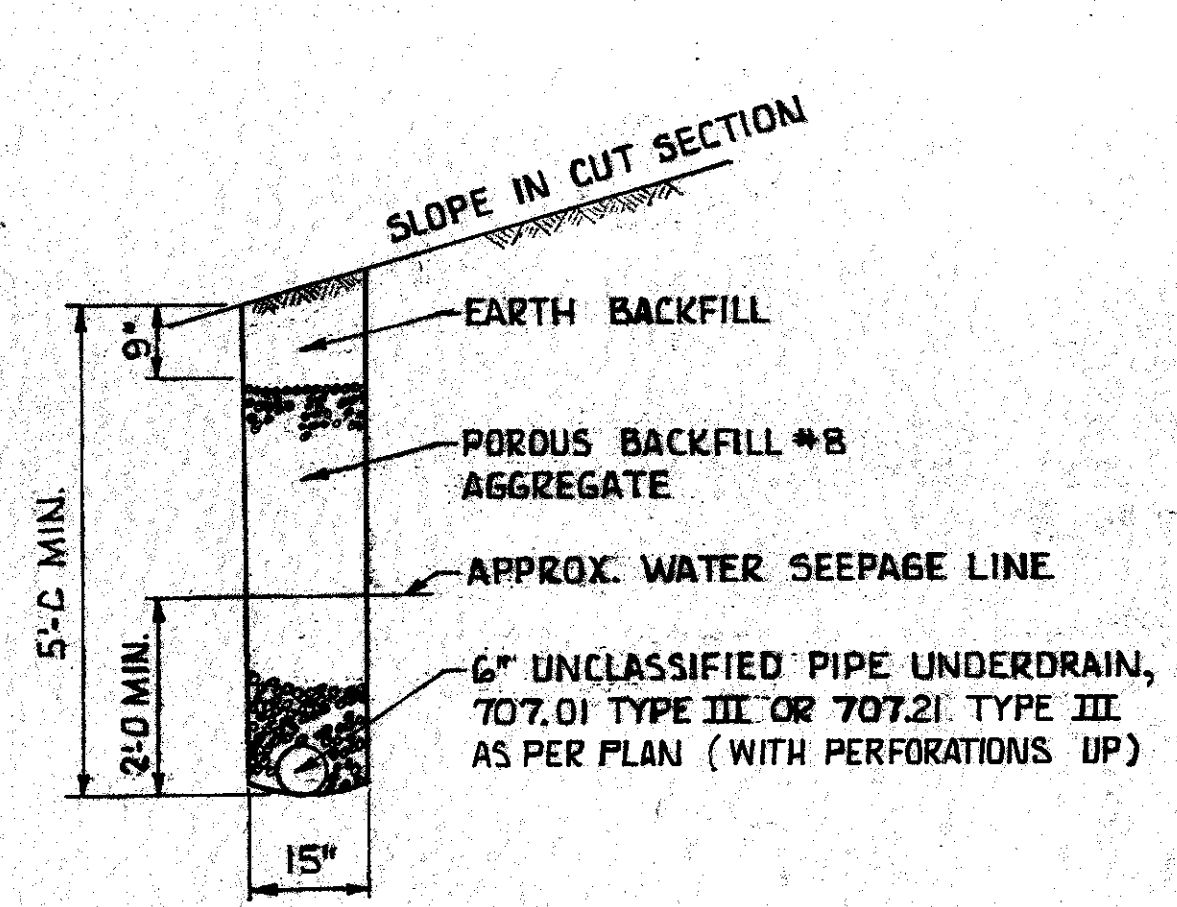 SLOPE IN CUT SECTION
EARTH BACKFILL
9"
POROUS BACKFILL #8
AGGREGATE
5'-0 MIN.
APPROX. WATER SEEPAGE LINE
2'-0 MIN.
6" UNCLASSIFIED PIPE UNDERDRAIN,
707.01 TYPE III OR 707.21 TYPE III
AS PER PLAN (WITH PERFORATIONS UP)
15"